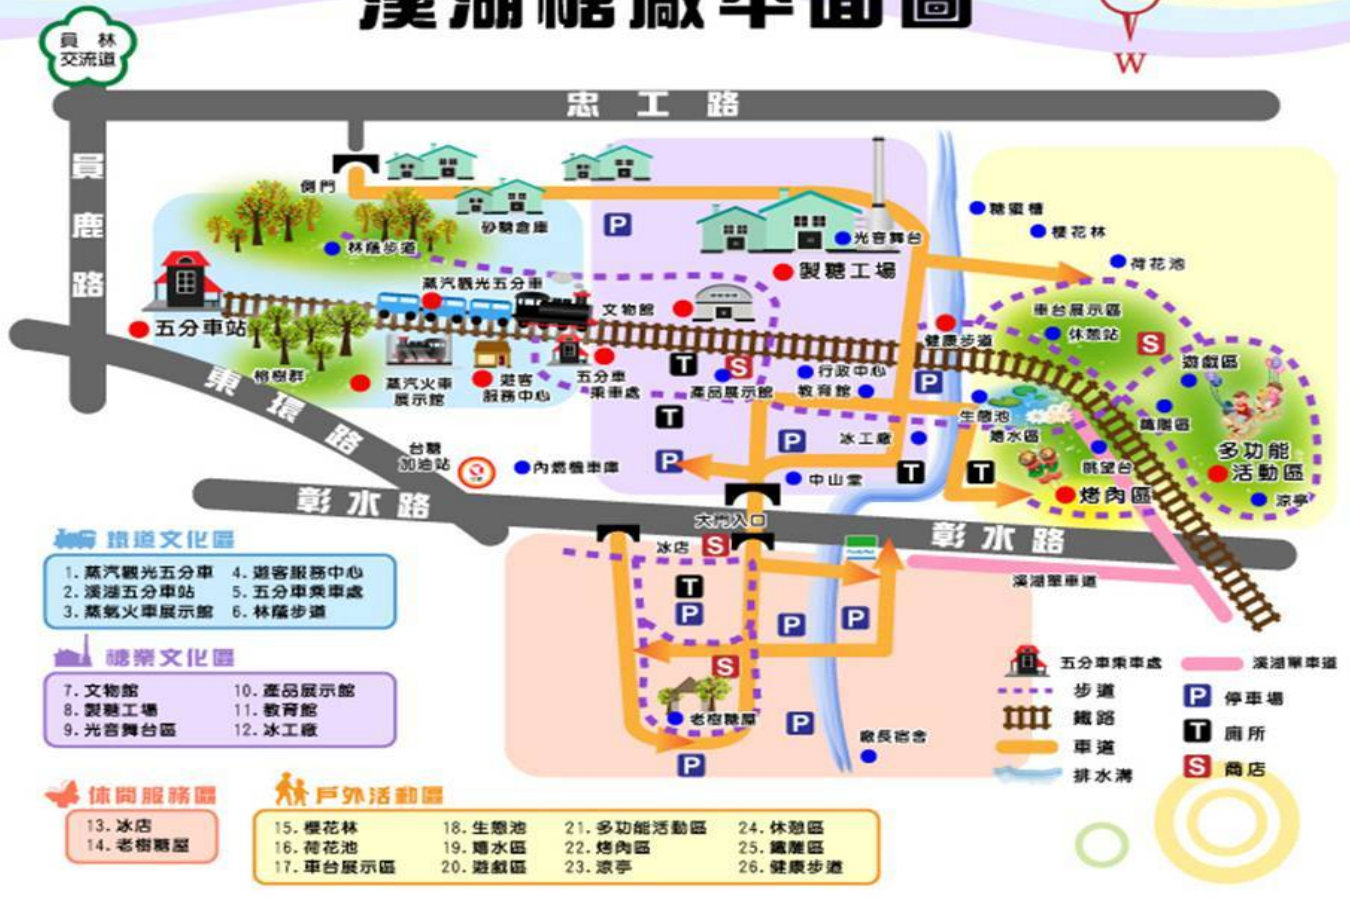 溪湖糖廠平面圖
員林
交流道
W
忠工路
員鹿路
側門
砂糖倉庫
林蔭步道
光音舞台
製糖工場
糖蜜槽
櫻花林
荷花池
蒸汽觀光五分車
文物館
車台展示區
健康步道
休憩站
S
遊戲區
五分車站
榕樹群
蒸汽火車
展示館
遊客
服務中心
五分車
乘車處
T
S
產品展示館
行政中心
教育館
P
P
生態池
嬉水區
眺望台
鐵雕區
多功能
活動區
涼亭
烤肉區
東環路
台糖
加油站
內燃機車庫
T
P
P
冰工廠
中山堂
T
T
彰水路
大門入口
彰水路
冰店
S
FamilyMart
溪湖單車道
T
P
P
P
S
老樹糖屋
P
P
廠長宿舍
鐵道文化區
1.蒸汽觀光五分車 4.遊客服務中心
2.溪湖五分車站 5.五分車乘車處
3.蒸氣火車展示館 6.林蔭步道
糖業文化區
7.文物館 10.產品展示館
8.製糖工場 11.教育館
9.光音舞台區 12.冰工廠
休閒服務區
13.冰店
14.老樹糖屋
戶外活動區
15.櫻花林 18.生態池 21.多功能活動區 24.休憩區
16.荷花池 19.嬉水區 22.烤肉區 25.鐵雕區
17.車台展示區 20.遊戲區 23.涼亭 26.健康步道
五分車乘車處 溪湖單車道
步道 P 停車場
鐵路 T 廁所
車道 S 商店
排水溝